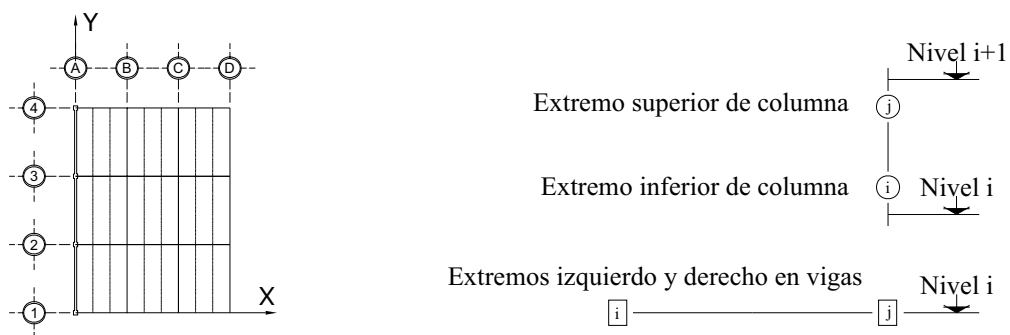 Y
A B C D
4
3
2
1
X
Nivel i+1
Extremo superior de columna
j
Extremo inferior de columna
i
Nivel i
Extremos izquierdo y derecho en vigas
Nivel i
i
j